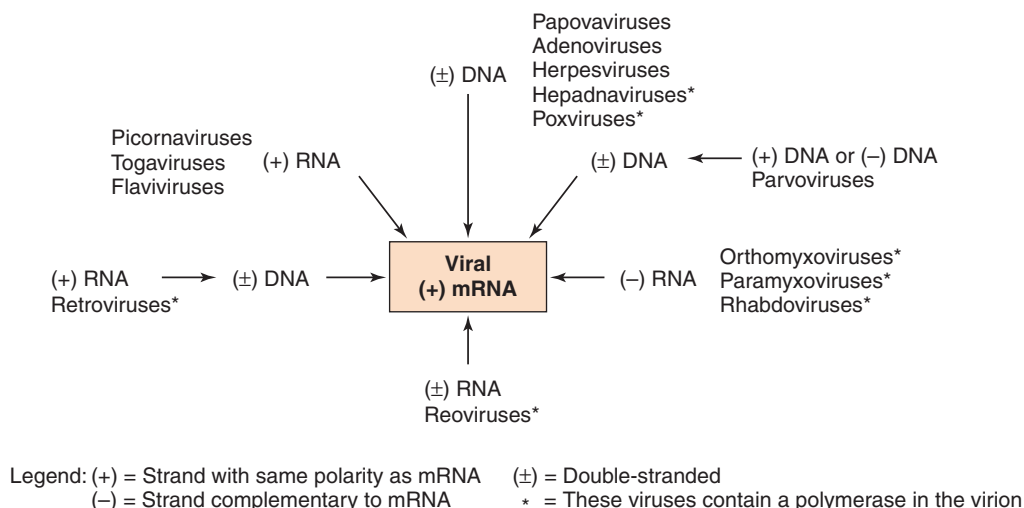 Papovaviruses
Adenoviruses
Herpesviruses
Hepadnaviruses*
Poxviruses*
(±) DNA
Picornaviruses
Togaviruses
Flaviviruses
(+) RNA
(±) DNA
(+) DNA or (–) DNA
Parvoviruses
(+) RNA
Retroviruses*
(±) DNA
Viral
(+) mRNA
(–) RNA
Orthomyxoviruses*
Paramyxoviruses*
Rhabdoviruses*
(±) RNA
Reoviruses*
Legend: (+) = Strand with same polarity as mRNA (±) = Double-stranded
(–) = Strand complementary to mRNA * = These viruses contain a polymerase in the virion